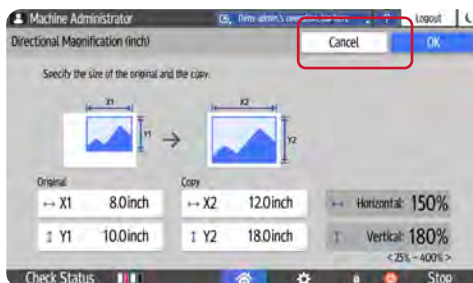 Machine Administrator
Logout
Directional Magnification (inch)
Cancel
OK
Specify the size of the original and the copy.
X1
X2
Y1
Y2
Original
Copy
X1 8.0inch
X2 12.0inch
Horizontal: 150%
Y1 10.0inch
Y2 18.0inch
Vertical: 180%
<25% - 400%>
Check Status
Stop